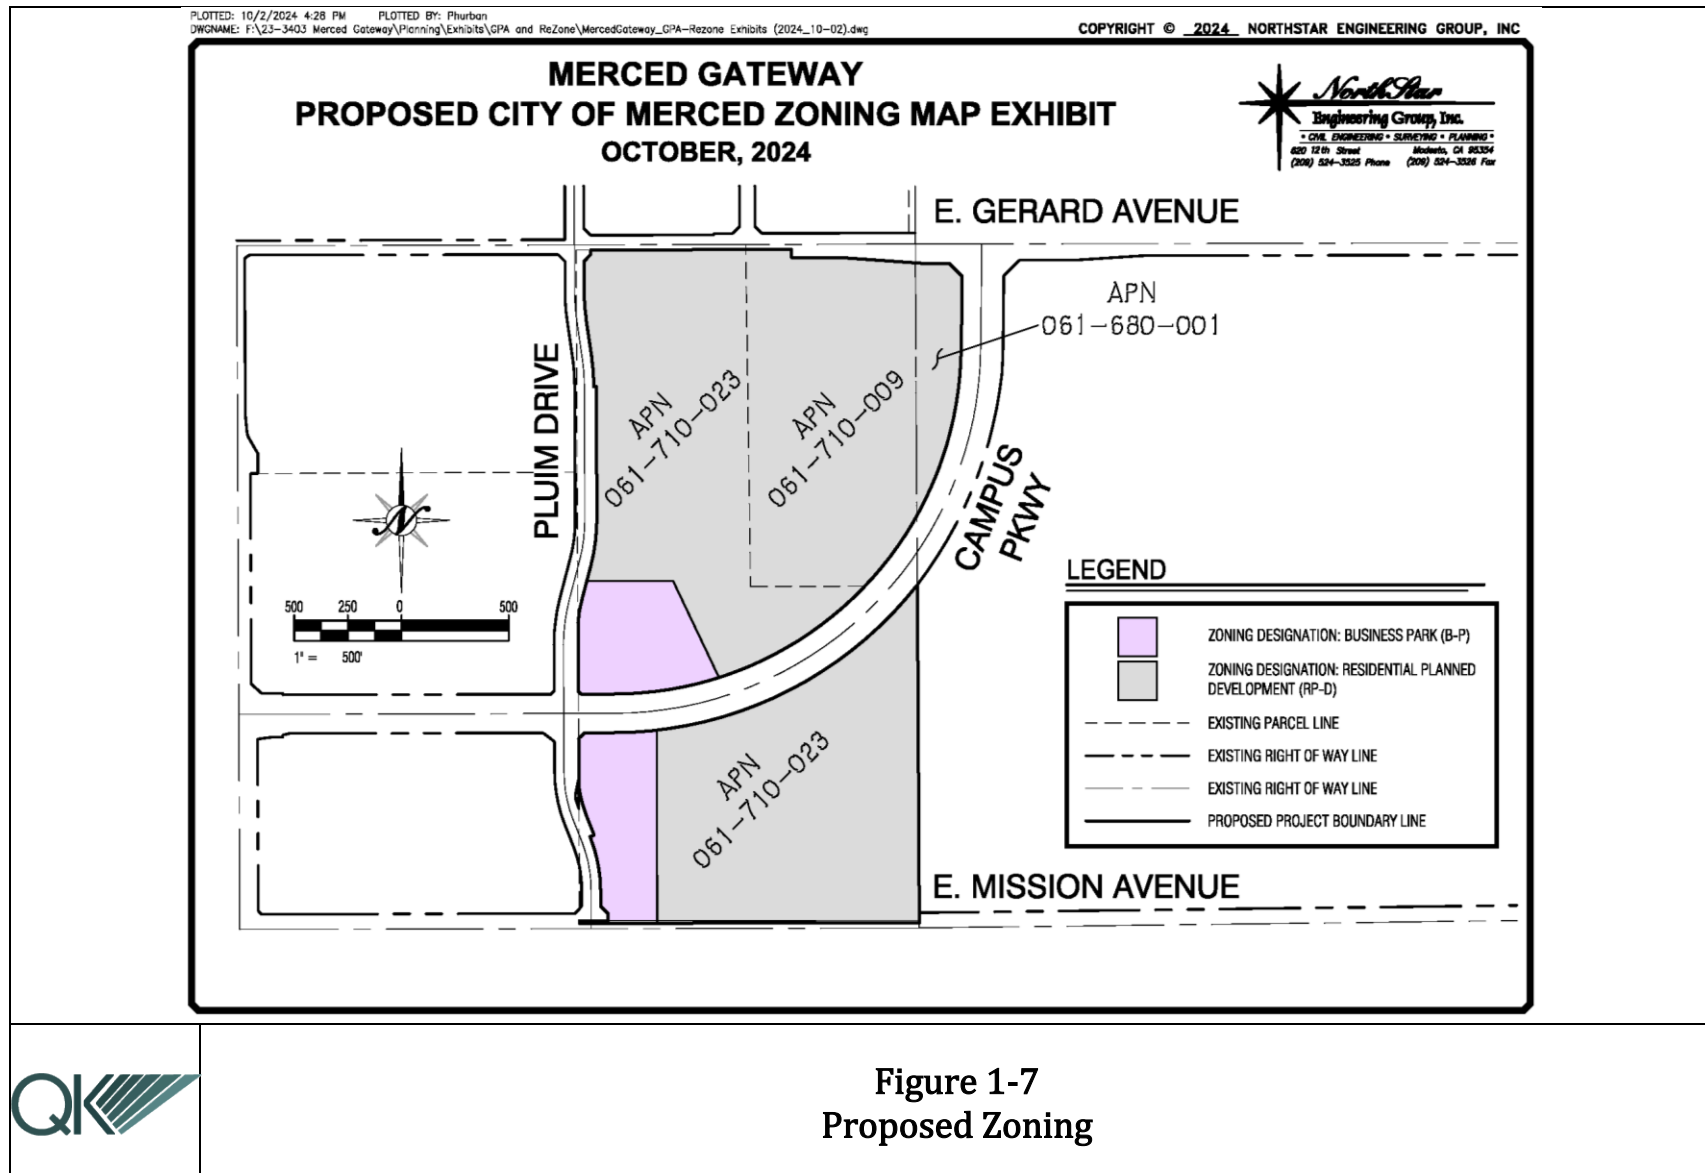 PLOTTED: 10/2/2024 4:28 PM PLOTTED BY: Phurban
DWGNAME: F:\23-3403 Merced Gateway\Planning\Exhibits\GPA and ReZone\MercedGateway_GPA-Rezone Exhibits (2024_10-02).dwg
COPYRIGHT © 2024 NORTHSTAR ENGINEERING GROUP, INC
MERCED GATEWAY
PROPOSED CITY OF MERCED ZONING MAP EXHIBIT
OCTOBER, 2024
NorthStar
Engineering Group, Inc.
• CIVIL ENGINEERING • SURVEYING • PLANNING •
620 12th Street Modesto, CA 95354
(209) 524-3525 Phone (209) 524-3526 Fax
E. GERARD AVENUE
APN
061-680-001
PLUIM DRIVE
APN
061-710-023
APN
061-710-009
CAMPUS
PKWY
N
500 250 0 500
1" = 500'
LEGEND
ZONING DESIGNATION: BUSINESS PARK (B-P)
ZONING DESIGNATION: RESIDENTIAL PLANNED
DEVELOPMENT (RP-D)
EXISTING PARCEL LINE
EXISTING RIGHT OF WAY LINE
EXISTING RIGHT OF WAY LINE
PROPOSED PROJECT BOUNDARY LINE
APN
061-710-023
E. MISSION AVENUE
QK
Figure 1-7
Proposed Zoning